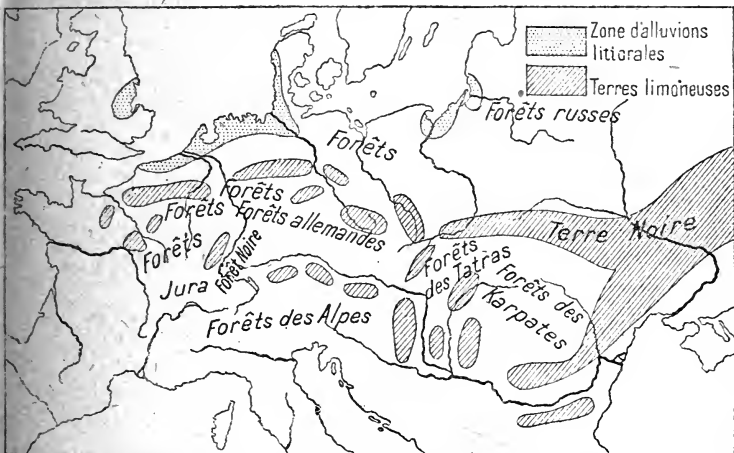 Zone d'alluvions
littorales
Terres limoneuses
Forêts russes
Forêts
Forêts
Forêts Forêts allemandes
Forêts
Forêt Noire
Jura
Terre Noire
Forêts
des Tatras
Forêts des
Karpates
Forêts des Alpes